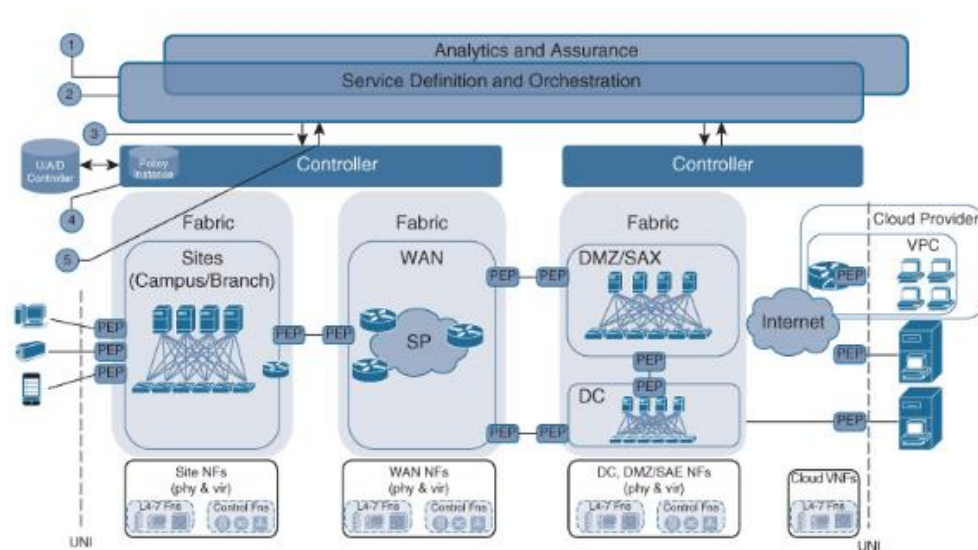 Analytics and Assurance
Service Definition and Orchestration
1
2
3
U/A/D
Controller
Policy
Instance
Controller
Controller
4
5
Fabric
Fabric
Fabric
Cloud Provider
VPC
Sites
(Campus/Branch)
WAN
DMZ/SAX
PEP
PEP
PEP
SP
Internet
PEP
PEP
PEP
PEP
PEP
PEP
PEP
PEP
PEP
DC
PEP
PEP
PEP
PEP
Site NFs
(phy & vir)
WAN NFs
(phy & vir)
DC, DMZ/SAE NFs
(phy & vir)
Cloud VNFs
L4-7 Fns
Control Fns
L4-7 Fns
Control Fns
L4-7 Fns
Control Fns
L4-7 Fns
UNI
UNI